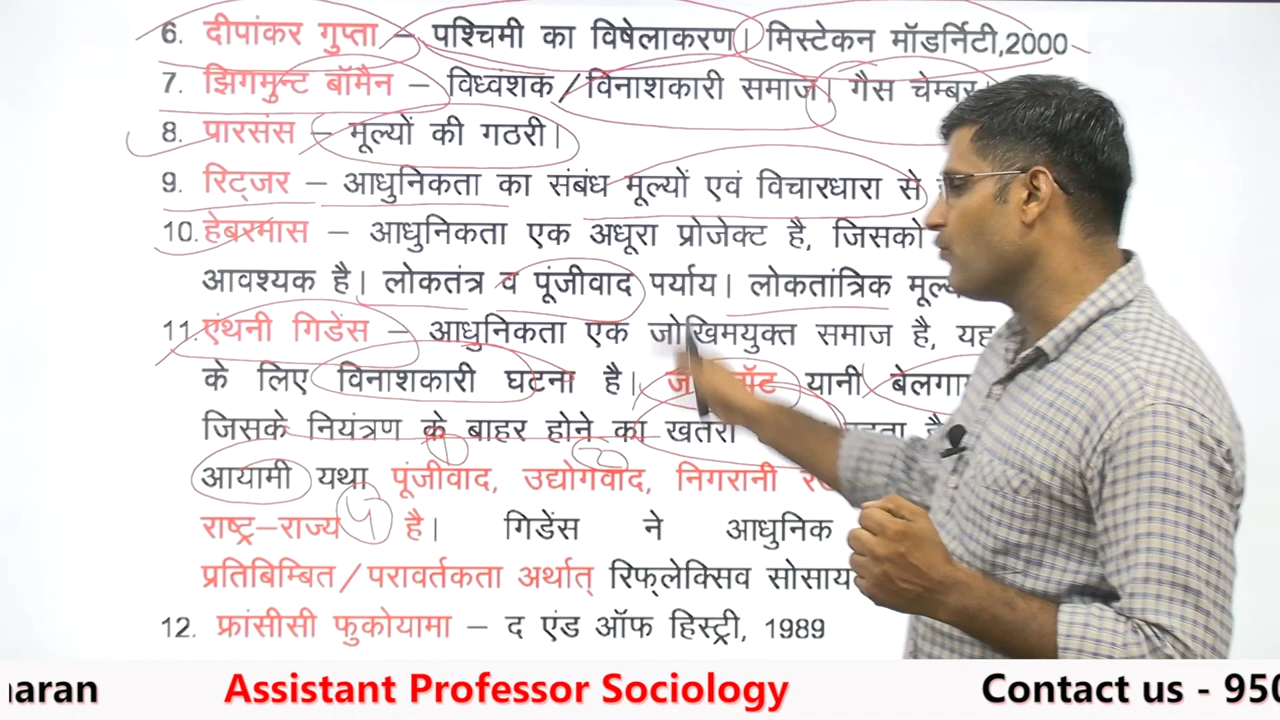 6. दीपांकर गुप्ता – पश्चिमी का विषेलाकरण। मिस्टेकन मॉडर्निटी,2000
7. झिगमुन्ट बॉमैन – विध्वंशक/विनाशकारी समाज। गैस चेम्बर।
8. पारसंस – मूल्यों की गठरी।
9. रिट्जर – आधुनिकता का संबंध मूल्यों एवं विचारधारा से
10. हेबरमास – आधुनिकता एक अधूरा प्रोजेक्ट है, जिसको
आवश्यक है। लोकतंत्र व पूंजीवाद पर्याय। लोकतांत्रिक
11. एंथनी गिडेंस – आधुनिकता एक जोखिमयुक्त समाज है, यह
के लिए विनाशकारी घटना है। यानी
जिसके नियंत्रण के बाहर होने का खतरा
आयामी यथा पूंजीवाद, उद्योगवाद, निगरानी
राष्ट्र–राज्य 4 है। गिडेंस ने आधुनिक
प्रतिबिम्बित/परावर्तकता अर्थात् रिफ्लेक्सिव
12. फ्रांसीसी फुकोयामा – द एंड ऑफ हिस्ट्री, 1989
Assistant Professor Sociology Contact us - 950